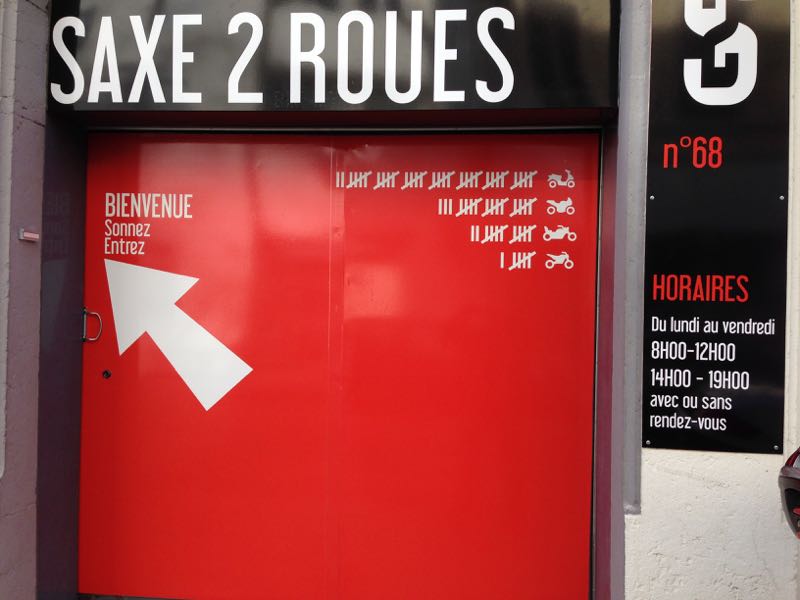 SAXE 2 ROUES
BIENVENUE
Sonnez
Entrez
n°68
HORAIRES
Du lundi au vendredi
8H00-12H00
14H00 - 19H00
avec ou sans
rendez-vous